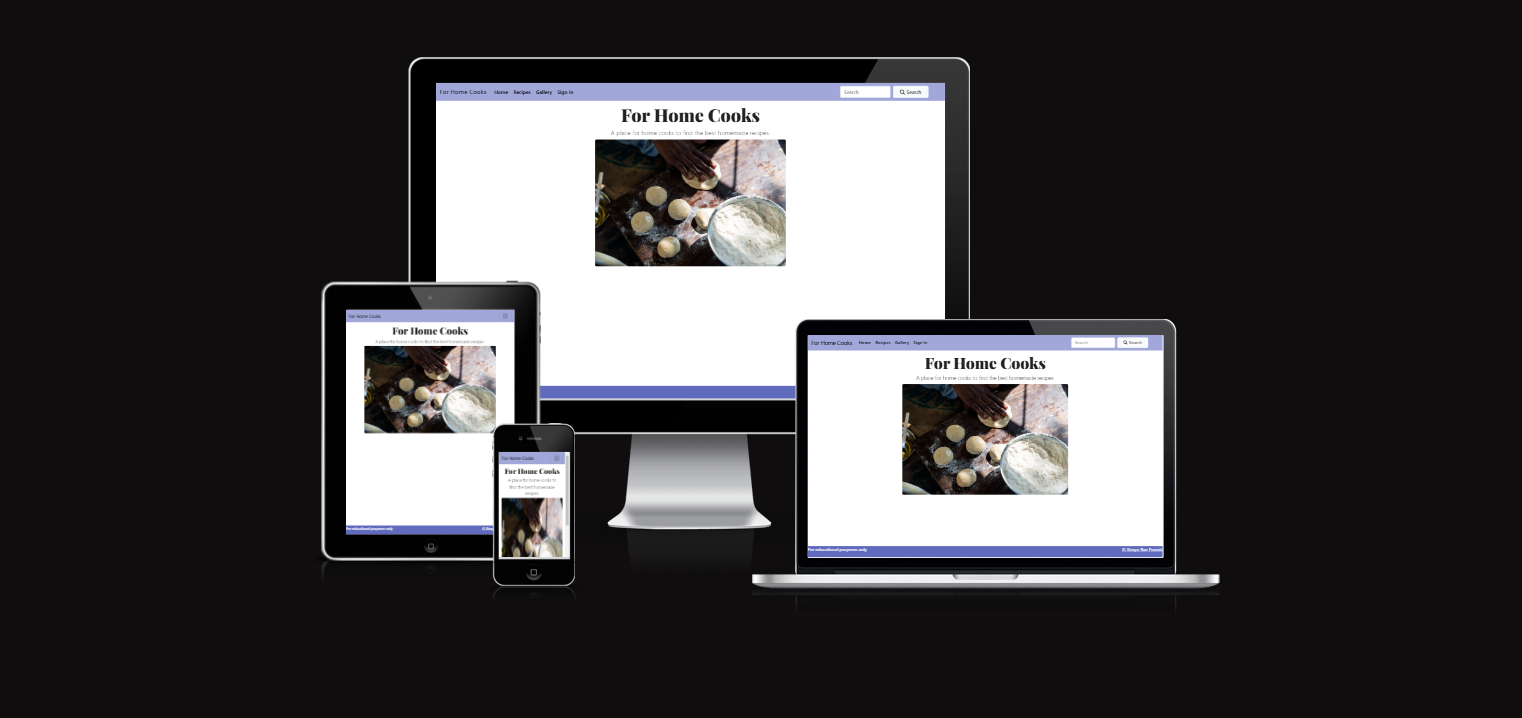 For Home Cooks Home Recipes Gallery Sign In Search Search
For Home Cooks
A place for home cooks to find the best homemade recipes.
For Home Cooks
For Home Cooks
A place for home cooks to find the best homemade recipes.
For educational purposes only
For Home Cooks
For Home Cooks
A place for home cooks to
find the best homemade
recipes.
For Home Cooks Home Recipes Gallery Sign In Search Search
For Home Cooks
A place for home cooks to find the best homemade recipes.
For educational purposes only